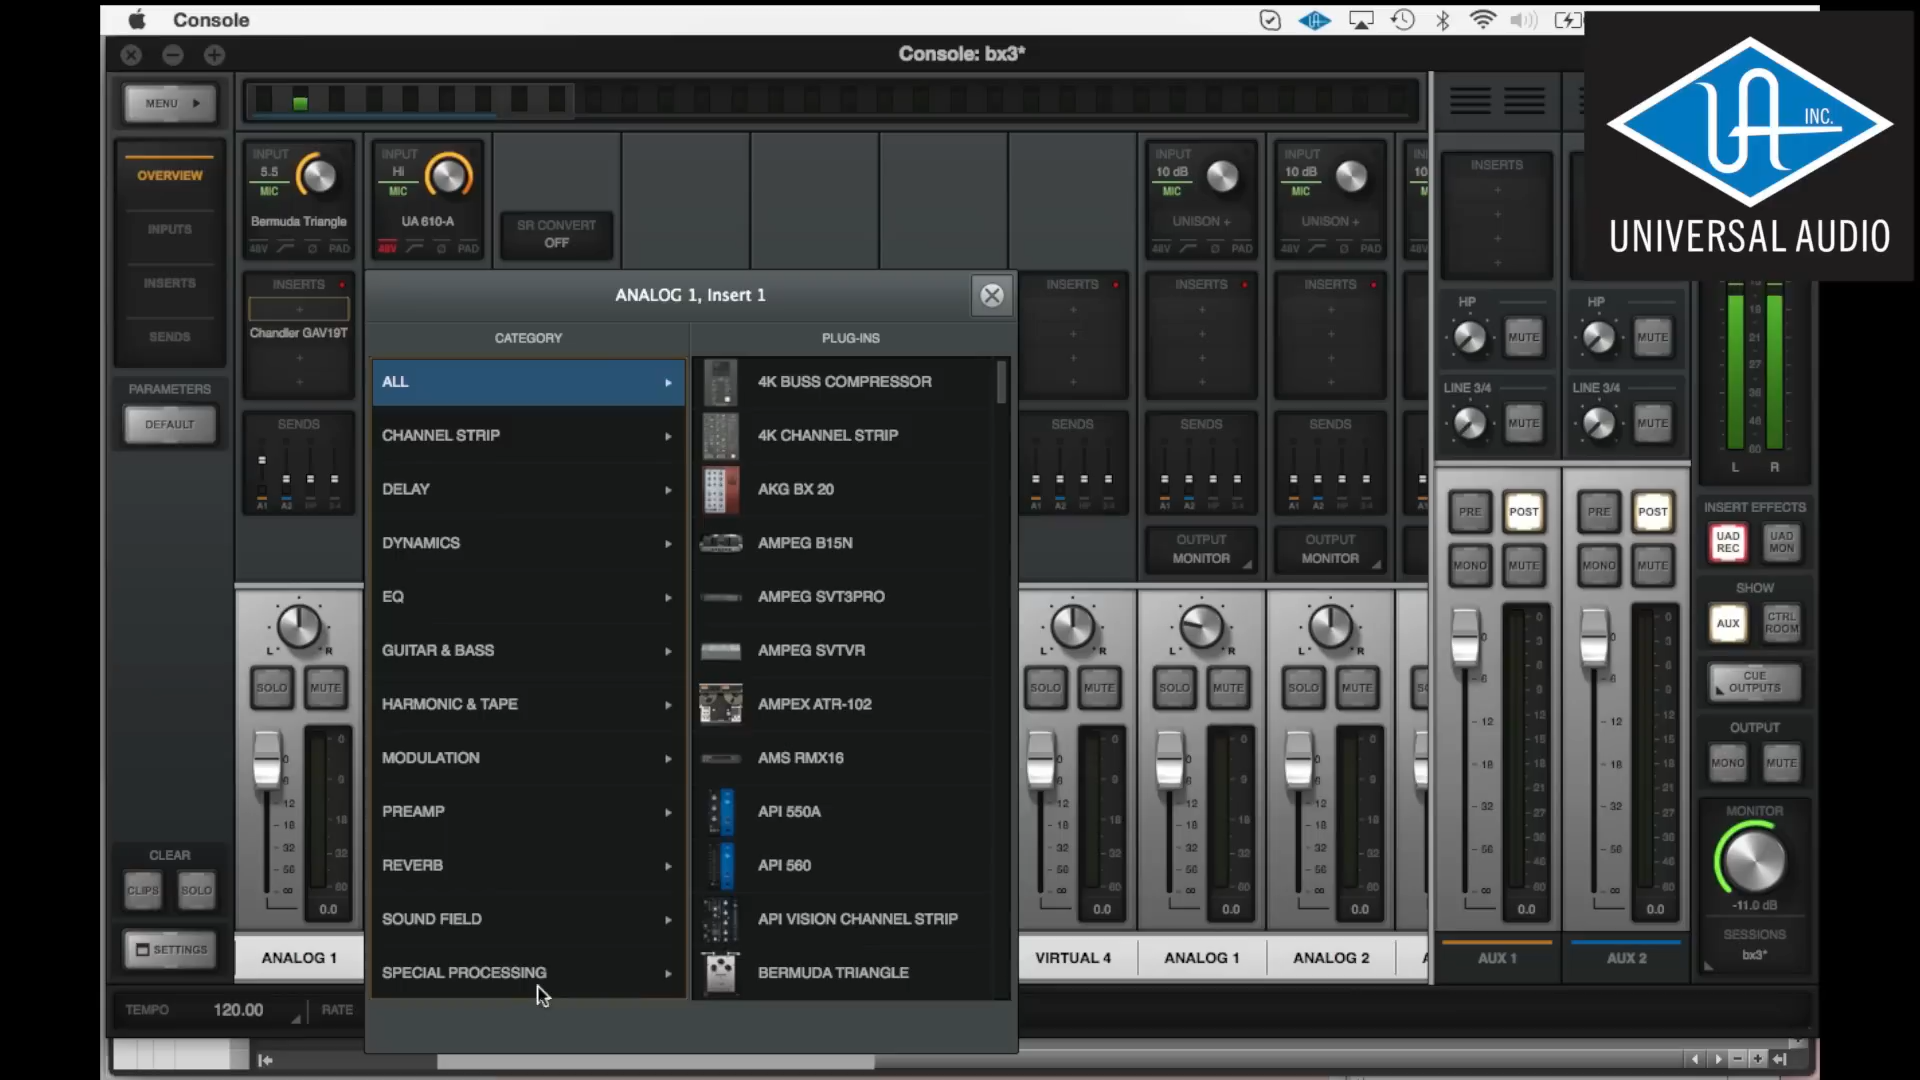 Console
Console: bx3*
MENU
OVERVIEW
INPUTS
INSERTS
SENDS
PARAMETERS
DEFAULT
CLEAR
CLIPS SOLO
SETTINGS
TEMPO 120.00 RATE
INPUT
5.5
MIC
Bermuda Triangle
48V PAD
INSERTS
Chandler GAV19T
SENDS
A1 A2 HP 3-4
L R
SOLO MUTE
0.0
ANALOG 1
INPUT
Hi
MIC
UA 610-A
48V PAD
SR CONVERT
OFF
ANALOG 1, Insert 1
CATEGORY
ALL
CHANNEL STRIP
DELAY
DYNAMICS
EQ
GUITAR & BASS
HARMONIC & TAPE
MODULATION
PREAMP
REVERB
SOUND FIELD
SPECIAL PROCESSING
PLUG-INS
4K BUSS COMPRESSOR
4K CHANNEL STRIP
AKG BX 20
AMPEG B15N
AMPEG SVT3PRO
AMPEG SVTVR
AMPEX ATR-102
AMS RMX16
API 550A
API 560
API VISION CHANNEL STRIP
BERMUDA TRIANGLE
INSERTS
SENDS
L R
SOLO MUTE
0.0
VIRTUAL 4
INPUT
10 dB
MIC
UNISON +
48V PAD
INSERTS
SENDS
OUTPUT
MONITOR
L R
SOLO MUTE
0.0
ANALOG 1
INPUT
10 dB
MIC
UNISON +
48V PAD
INSERTS
SENDS
OUTPUT
MONITOR
L R
SOLO MUTE
0.0
ANALOG 2
INSERTS
HP
MUTE
LINE 3/4
MUTE
PRE POST
MONO MUTE
0.0
AUX 1
HP
MUTE
LINE 3/4
MUTE
PRE POST
MONO MUTE
0.0
AUX 2
UA INC.
UNIVERSAL AUDIO
L R
INSERT EFFECTS
UAD REC
UAD MON
SHOW
AUX
CTRL ROOM
CUE OUTPUTS
OUTPUT
MONO MUTE
MONITOR
-11.0 dB
SESSIONS
bx3*